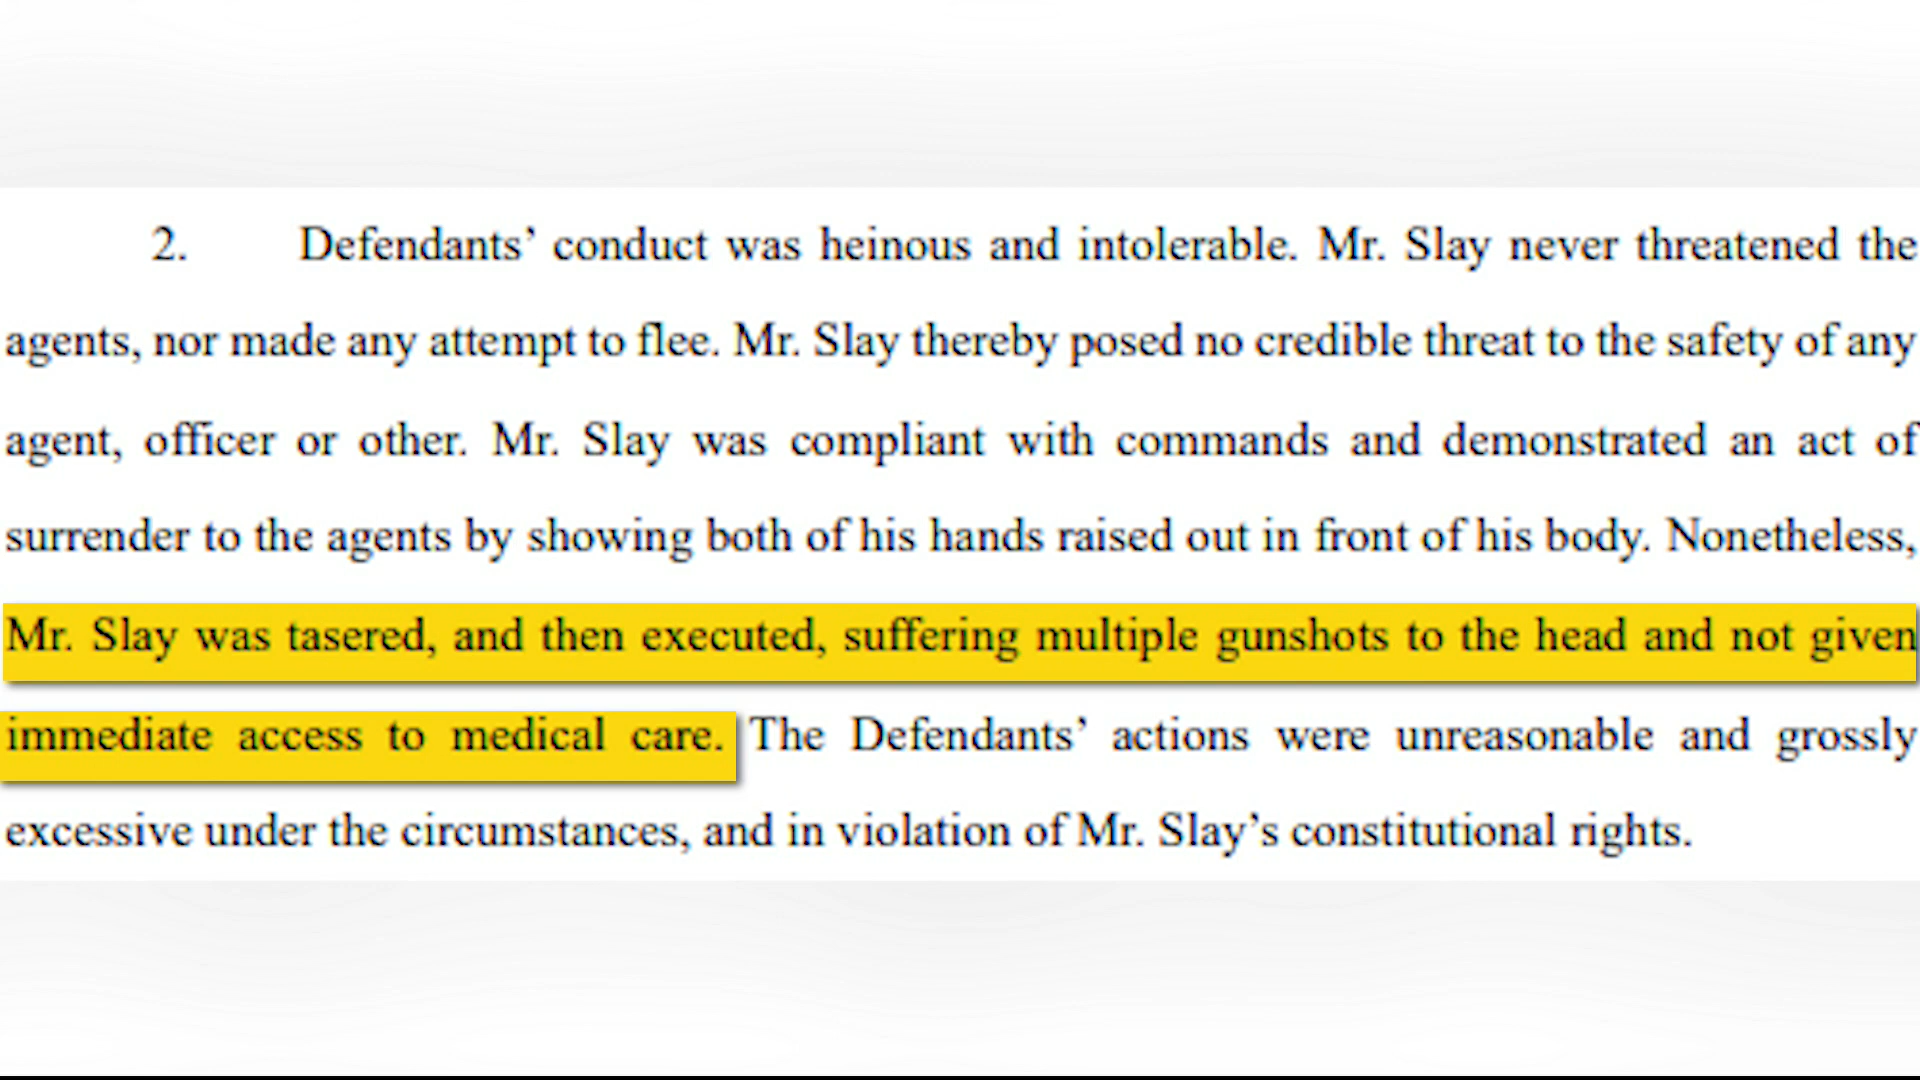 2. Defendants’ conduct was heinous and intolerable. Mr. Slay never threatened the
agents, nor made any attempt to flee. Mr. Slay thereby posed no credible threat to the safety of any
agent, officer or other. Mr. Slay was compliant with commands and demonstrated an act of
surrender to the agents by showing both of his hands raised out in front of his body. Nonetheless,
Mr. Slay was tasered, and then executed, suffering multiple gunshots to the head and not given
immediate access to medical care. The Defendants’ actions were unreasonable and grossly
excessive under the circumstances, and in violation of Mr. Slay’s constitutional rights.